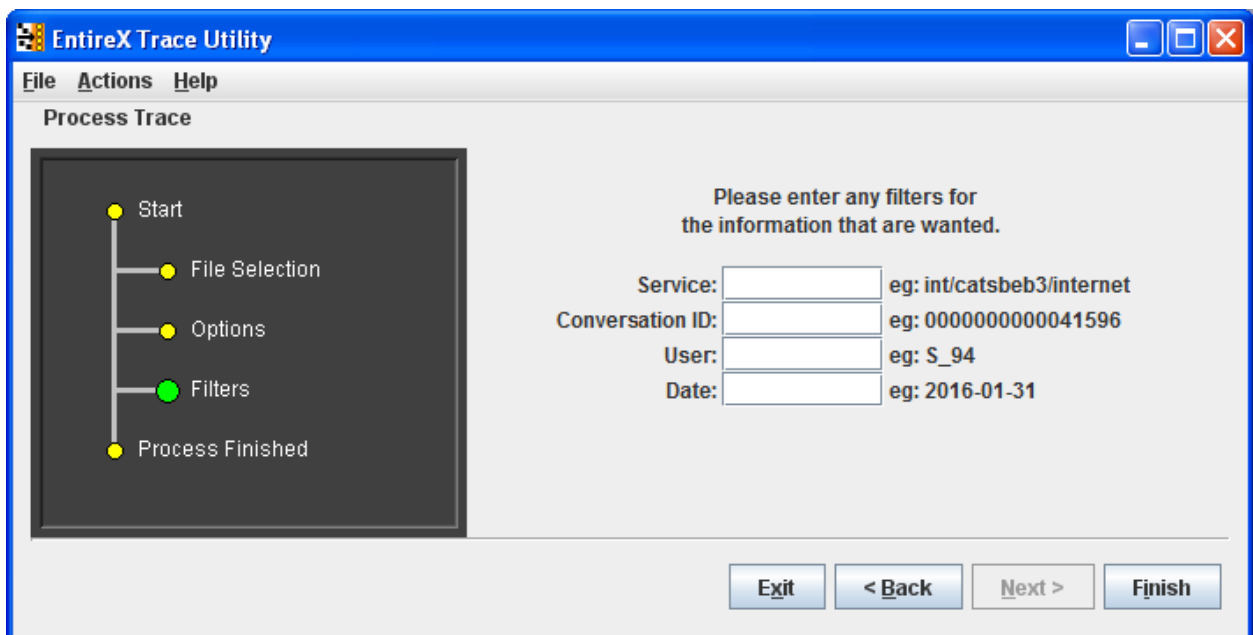 EntireX Trace Utility
File Actions Help
Process Trace
Start
File Selection
Options
Filters
Process Finished
Please enter any filters for
the information that are wanted.
Service: eg: int/catsbeb3/internet
Conversation ID: eg: 0000000000041596
User: eg: S_94
Date: eg: 2016-01-31
Exit < Back Next > Finish